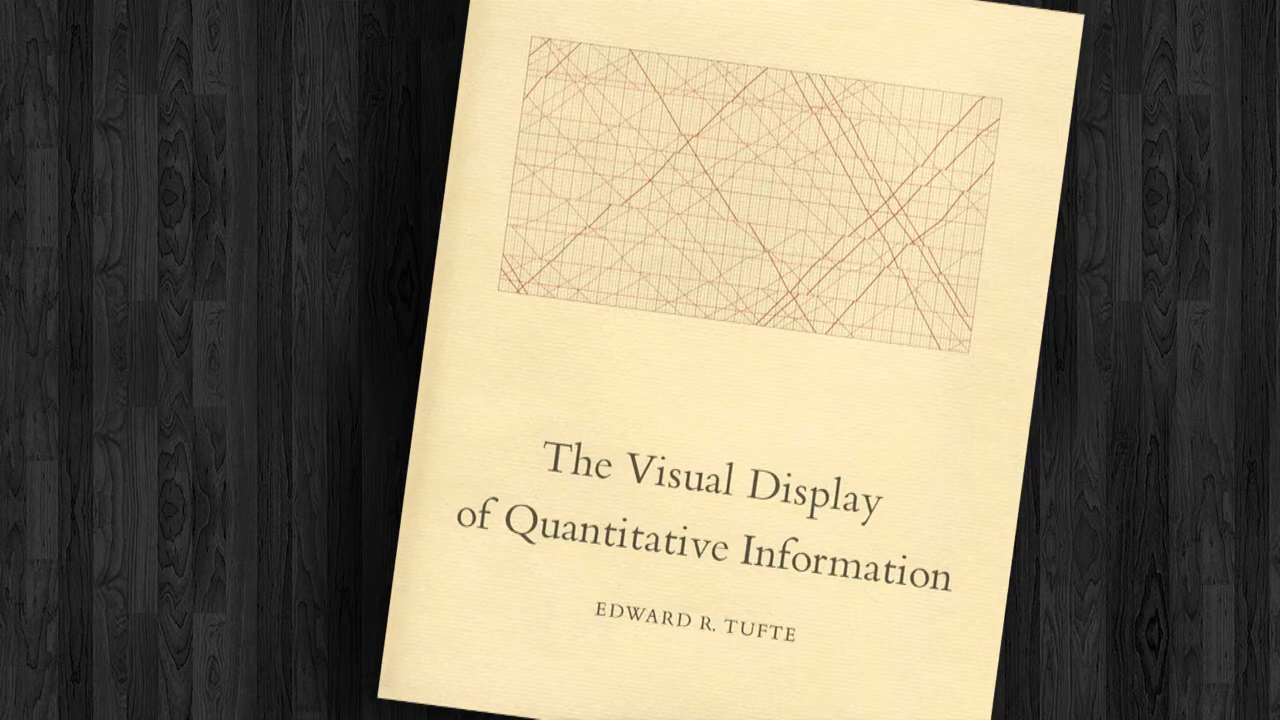 The Visual Display
of Quantitative Information
EDWARD R. TUFTE